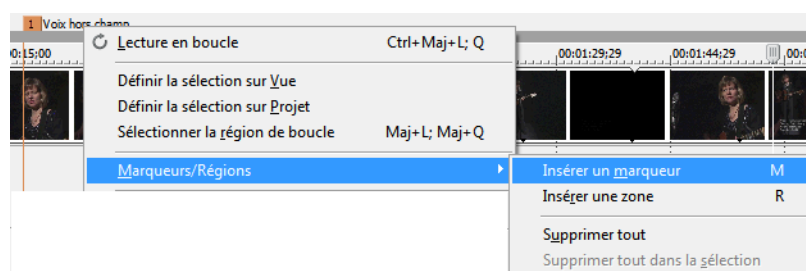 1 Voix hors champ
Lecture en boucle Ctrl+Maj+L; Q
0:15;00 00:01:29;29 00:01:44;29 00:0
Définir la sélection sur Vue
Définir la sélection sur Projet
Sélectionner la région de boucle Maj+L; Maj+Q
Marqueurs/Régions Insérer un marqueur M
Insérer une zone R
Supprimer tout
Supprimer tout dans la sélection